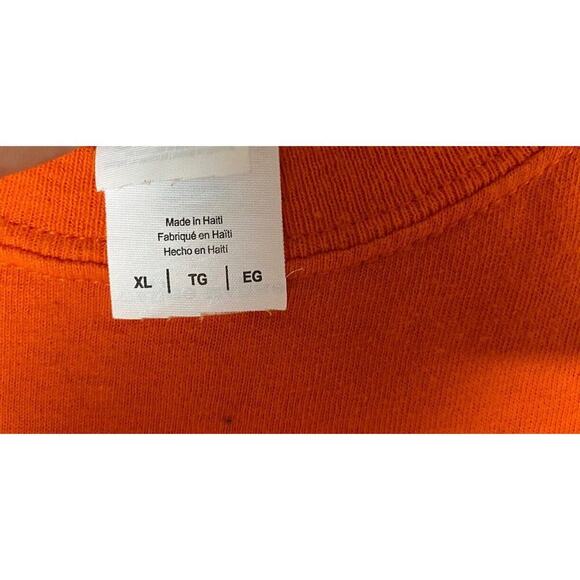 Made in Haiti
Fabriqué en Haïti
Hecho en Haití
XL | TG | EG